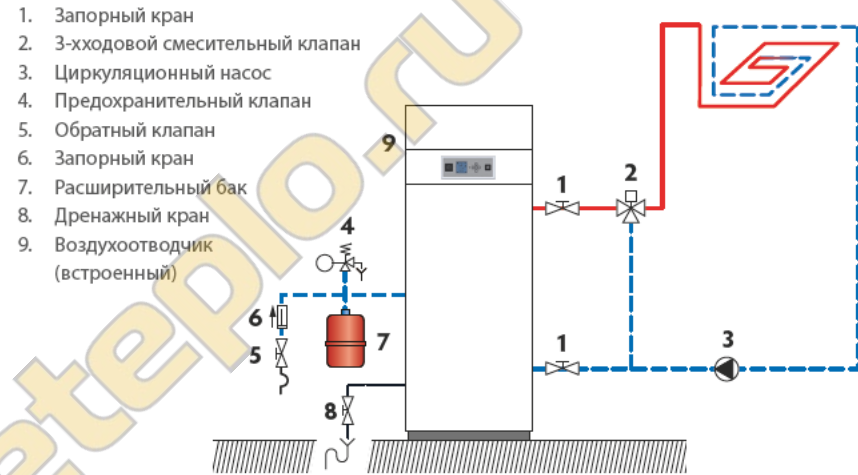 1. Запорный кран
2. 3-хходовой смесительный клапан
3. Циркуляционный насос
4. Предохранительный клапан
5. Обратный клапан
6. Запорный кран
7. Расширительный бак
8. Дренажный кран
9. Воздухоотводчик
(встроенный)
9
1
2
4
6
5
7
1
3
8
eteplo.ru